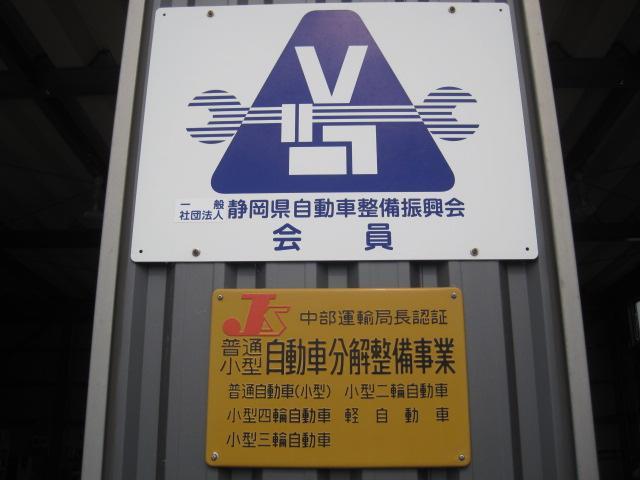 一般
社団法人 静岡県自動車整備振興会
会員
JS 中部運輸局長認証
普通
小型 自動車分解整備事業
普通自動車(小型) 小型二輪自動車
小型四輪自動車 軽自動車
小型三輪自動車